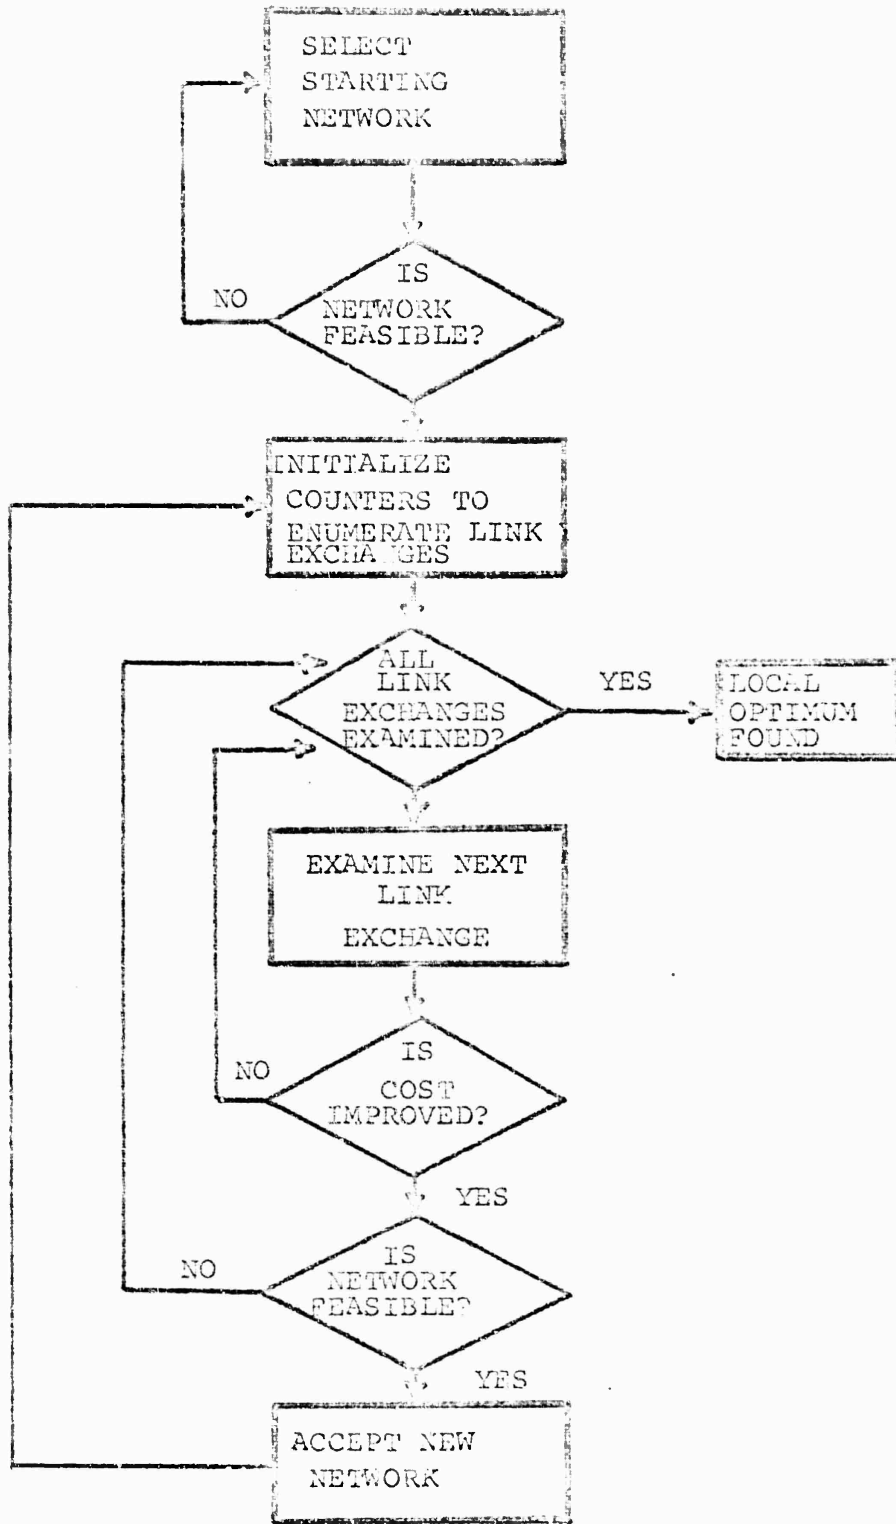 SELECT
STARTING
NETWORK
IS
NETWORK
FEASIBLE?
NO
INITIALIZE
COUNTERS TO
ENUMERATE LINK
EXCHANGES
ALL
LINK
EXCHANGES
EXAMINED?
YES
LOCAL
OPTIMUM
FOUND
EXAMINE NEXT
LINK
EXCHANGE
IS
COST
IMPROVED?
NO
YES
IS
NETWORK
FEASIBLE?
NO
YES
ACCEPT NEW
NETWORK